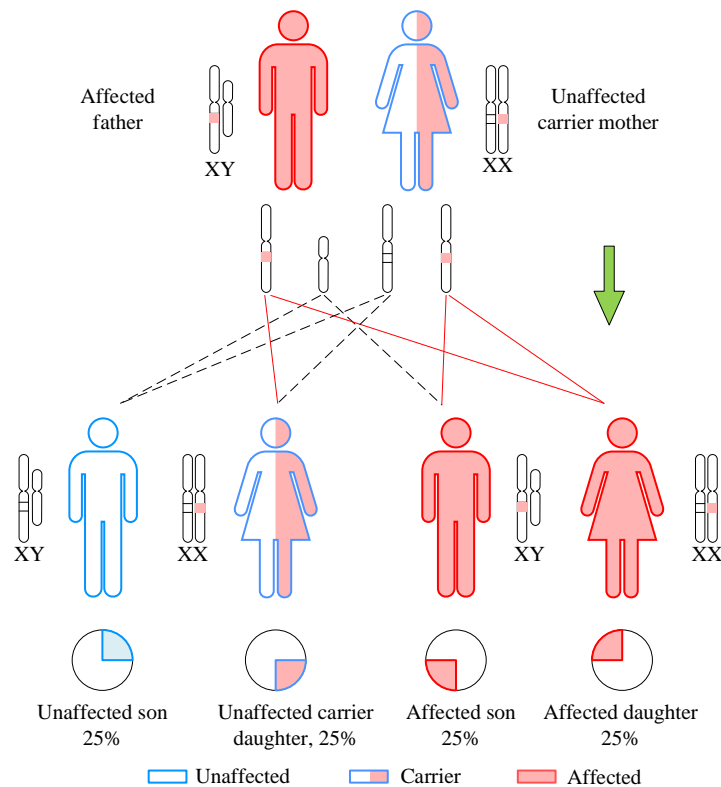 Affected
father
XY
XX
Unaffected
carrier mother
XY
XX
XY
XX
Unaffected son
25%
Unaffected carrier
daughter, 25%
Affected son
25%
Affected daughter
25%
Unaffected
Carrier
Affected